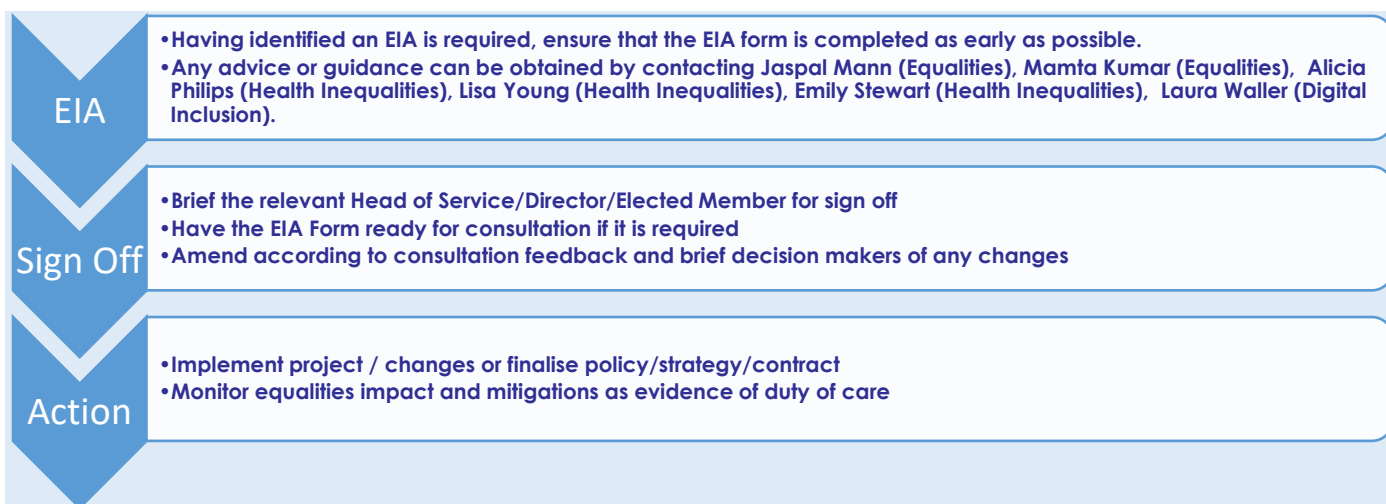 EIA
•Having identified an EIA is required, ensure that the EIA form is completed as early as possible.
•Any advice or guidance can be obtained by contacting Jaspal Mann (Equalities), Mamta Kumar (Equalities), Alicia
Philips (Health Inequalities), Lisa Young (Health Inequalities), Emily Stewart (Health Inequalities), Laura Waller (Digital
Inclusion).
Sign Off
•Brief the relevant Head of Service/Director/Elected Member for sign off
•Have the EIA Form ready for consultation if it is required
•Amend according to consultation feedback and brief decision makers of any changes
Action
•Implement project / changes or finalise policy/strategy/contract
•Monitor equalities impact and mitigations as evidence of duty of care